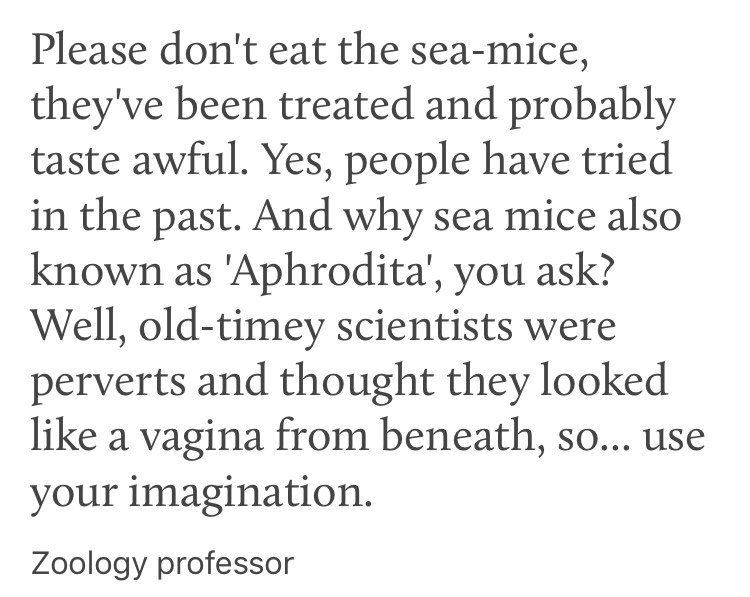 Please don't eat the sea-mice,
they've been treated and probably
taste awful. Yes, people have tried
in the past. And why sea mice also
known as 'Aphrodita', you ask?
Well, old-timey scientists were
perverts and thought they looked
like a vagina from beneath, so... use
your imagination.
Zoology professor